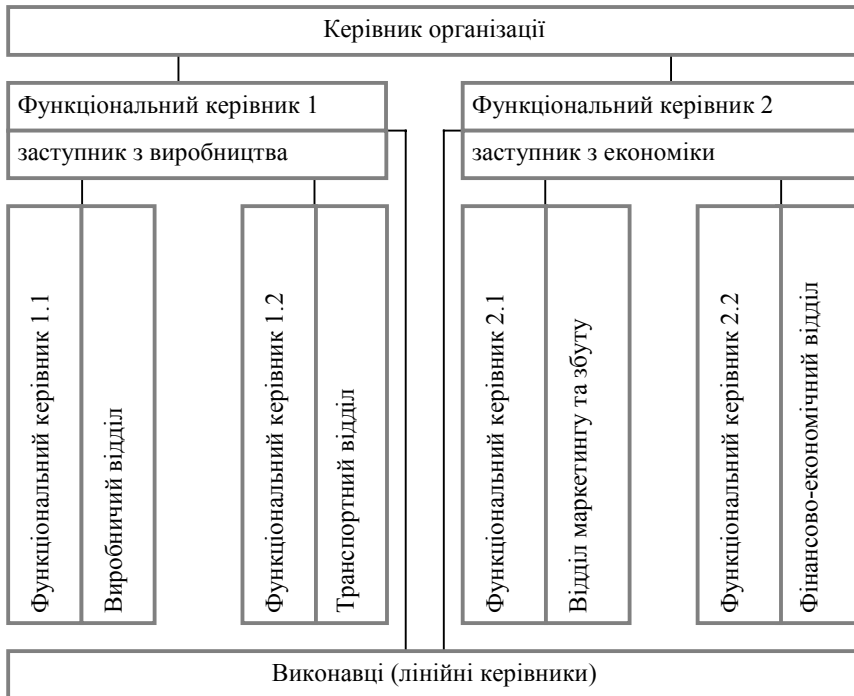 Керівник організації
Функціональний керівник 1
заступник з виробництва
Функціональний керівник 2
заступник з економіки
Функціональний керівник 1.1
Виробничий відділ
Функціональний керівник 1.2
Транспортний відділ
Функціональний керівник 2.1
Відділ маркетингу та збуту
Функціональний керівник 2.2
Фінансово-економічний відділ
Виконавці (лінійні керівники)